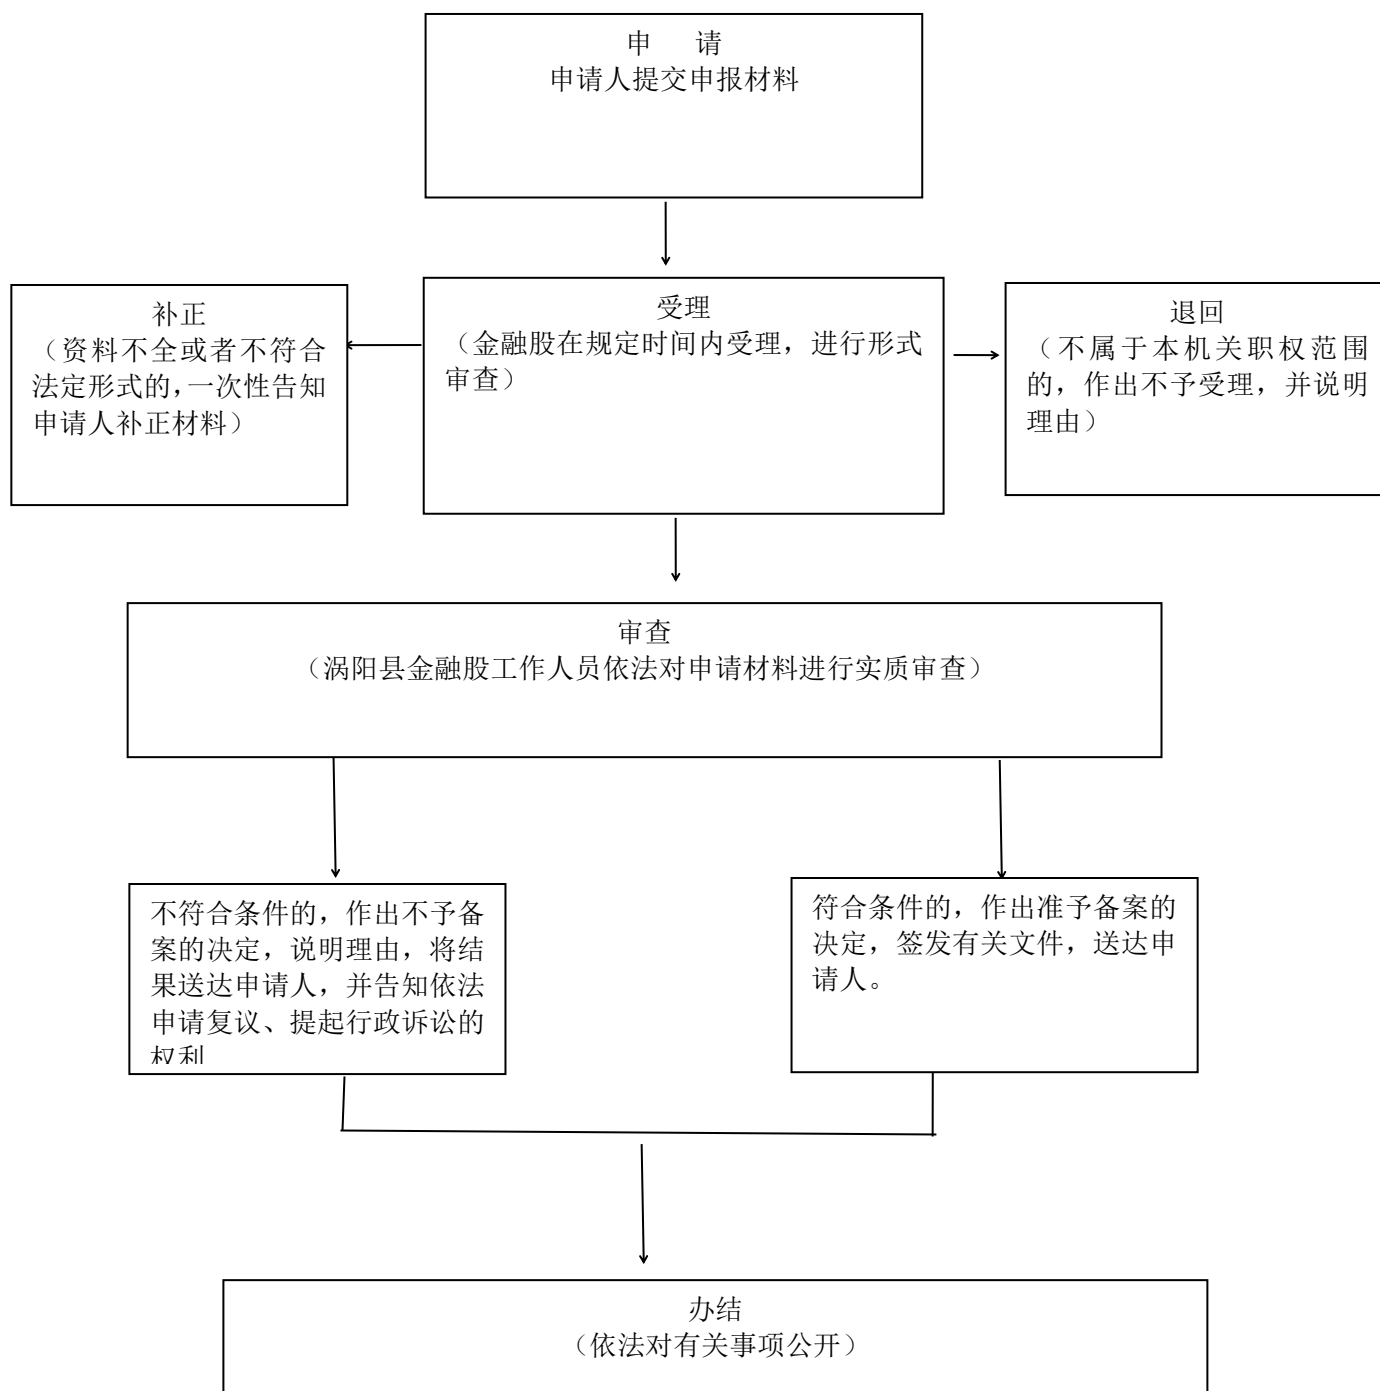 申 请
申请人提交申报材料
补正
（资料不全或者不符合
法定形式的，一次性告知
申请人补正材料）
受理
（金融股在规定时间内受理，进行形式
审查）
退回
（不属于本机关职权范围
的，作出不予受理，并说明
理由）
审查
（涡阳县金融股工作人员依法对申请材料进行实质审查）
不符合条件的，作出不予备
案的决定，说明理由，将结
果送达申请人，并告知依法
申请复议、提起行政诉讼的
权利
符合条件的，作出准予备案的
决定，签发有关文件，送达申
请人。
办结
（依法对有关事项公开）